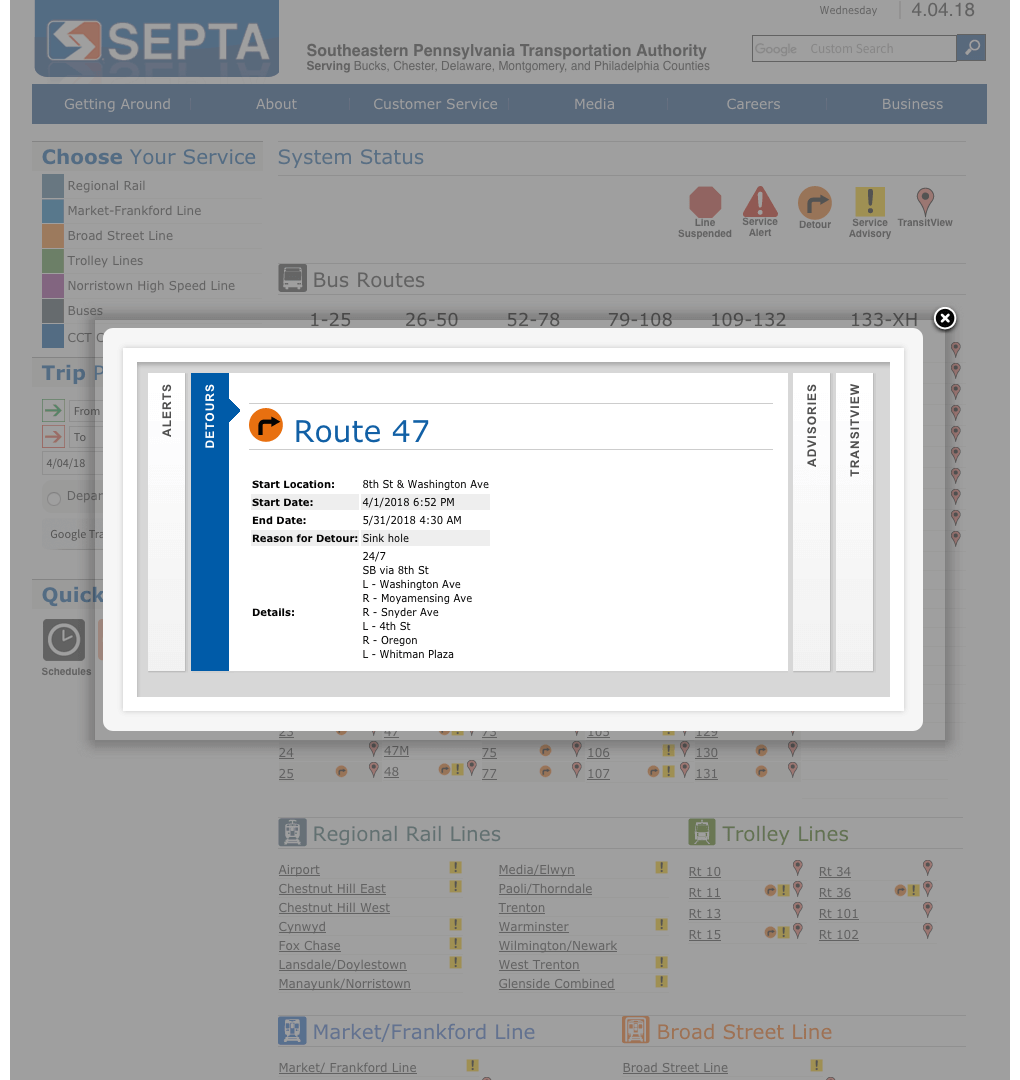 SEPTA
Wednesday 4.04.18
Southeastern Pennsylvania Transportation Authority
Serving Bucks, Chester, Delaware, Montgomery, and Philadelphia Counties
Google Custom Search
Getting Around About Customer Service Media Careers Business
Choose Your Service
Regional Rail
Market-Frankford Line
Broad Street Line
Trolley Lines
Norristown High Speed Line
Buses
CCT
Trip
From
To
4/04/18
Depar
Google Tra
Quick
Schedules
System Status
Line Suspended
Service Alert
Detour
Service Advisory
TransitView
Bus Routes
1-25 26-50 52-78 79-108 109-132 133-XH
ALERTS
DETOURS
Route 47
Start Location: 8th St & Washington Ave
Start Date: 4/1/2018 6:52 PM
End Date: 5/31/2018 4:30 AM
Reason for Detour: Sink hole
Details:
24/7
SB via 8th St
L - Washington Ave
R - Moyamensing Ave
R - Snyder Ave
L - 4th St
R - Oregon
L - Whitman Plaza
ADVISORIES
TRANSITVIEW
23 47 73 105 129
24 47M 75 106 130
25 48 77 107 131
Regional Rail Lines
Airport Media/Elwyn
Chestnut Hill East Paoli/Thorndale
Chestnut Hill West Trenton
Cynwyd Warminster
Fox Chase Wilmington/Newark
Lansdale/Doylestown West Trenton
Manayunk/Norristown Glenside Combined
Trolley Lines
Rt 10 Rt 34
Rt 11 Rt 36
Rt 13 Rt 101
Rt 15 Rt 102
Market/Frankford Line
Market/ Frankford Line
Broad Street Line
Broad Street Line